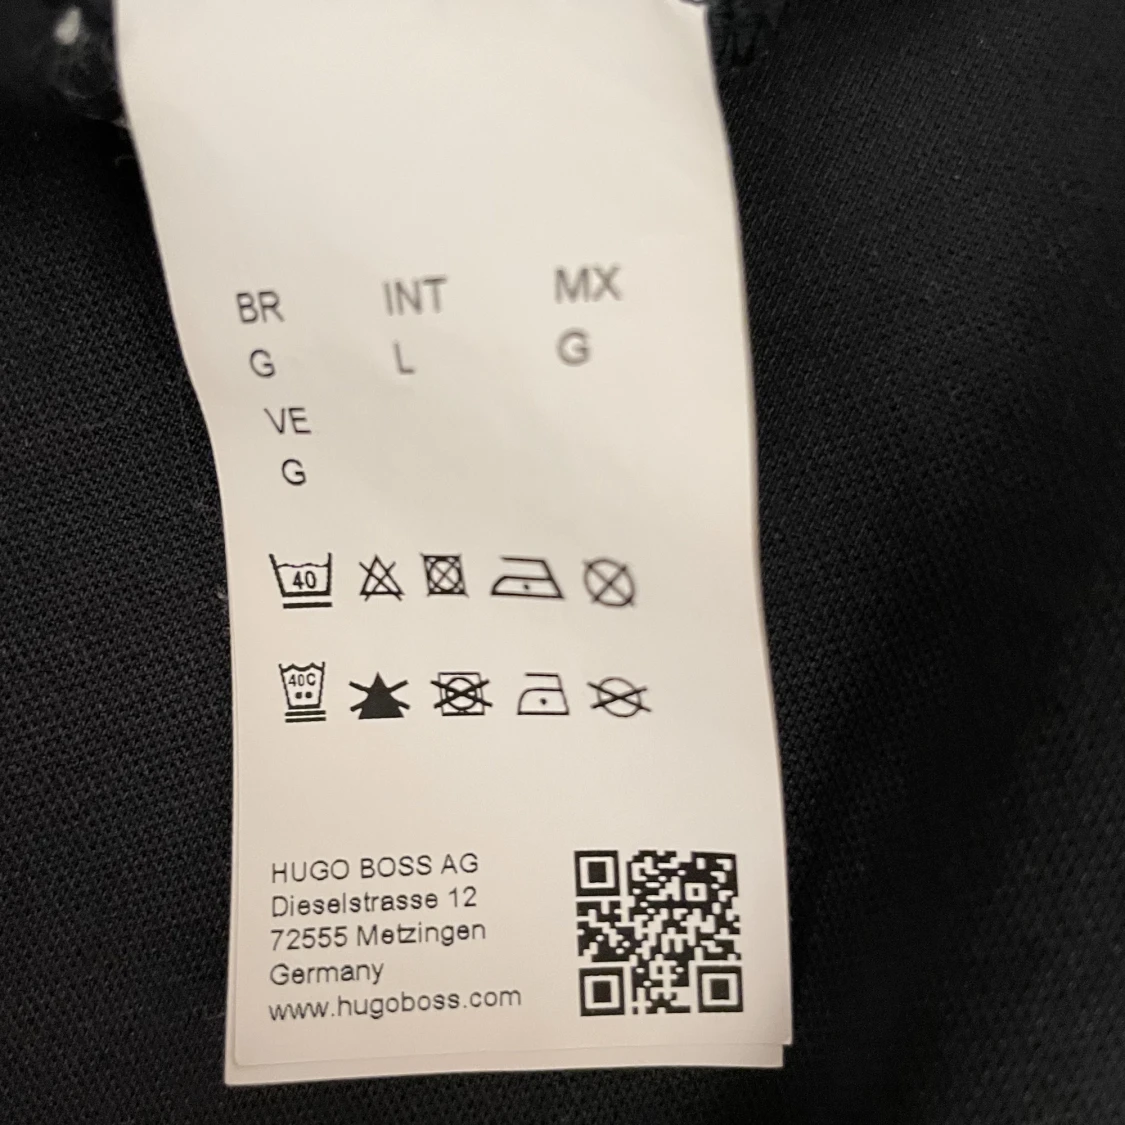 BR INT MX
G L G
VE
G
40
40C
HUGO BOSS AG
Dieselstrasse 12
72555 Metzingen
Germany
www.hugoboss.com